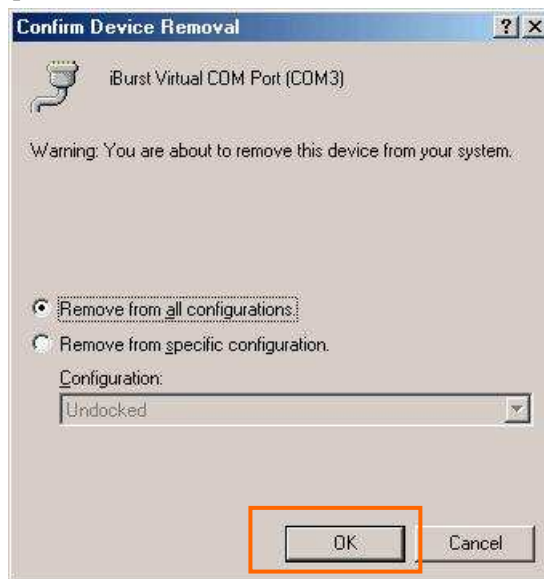 Confirm Device Removal
iBurst Virtual COM Port (COM3)
Warning: You are about to remove this device from your system.
Remove from all configurations.
Remove from specific configuration.
Configuration:
Undocked
OK Cancel